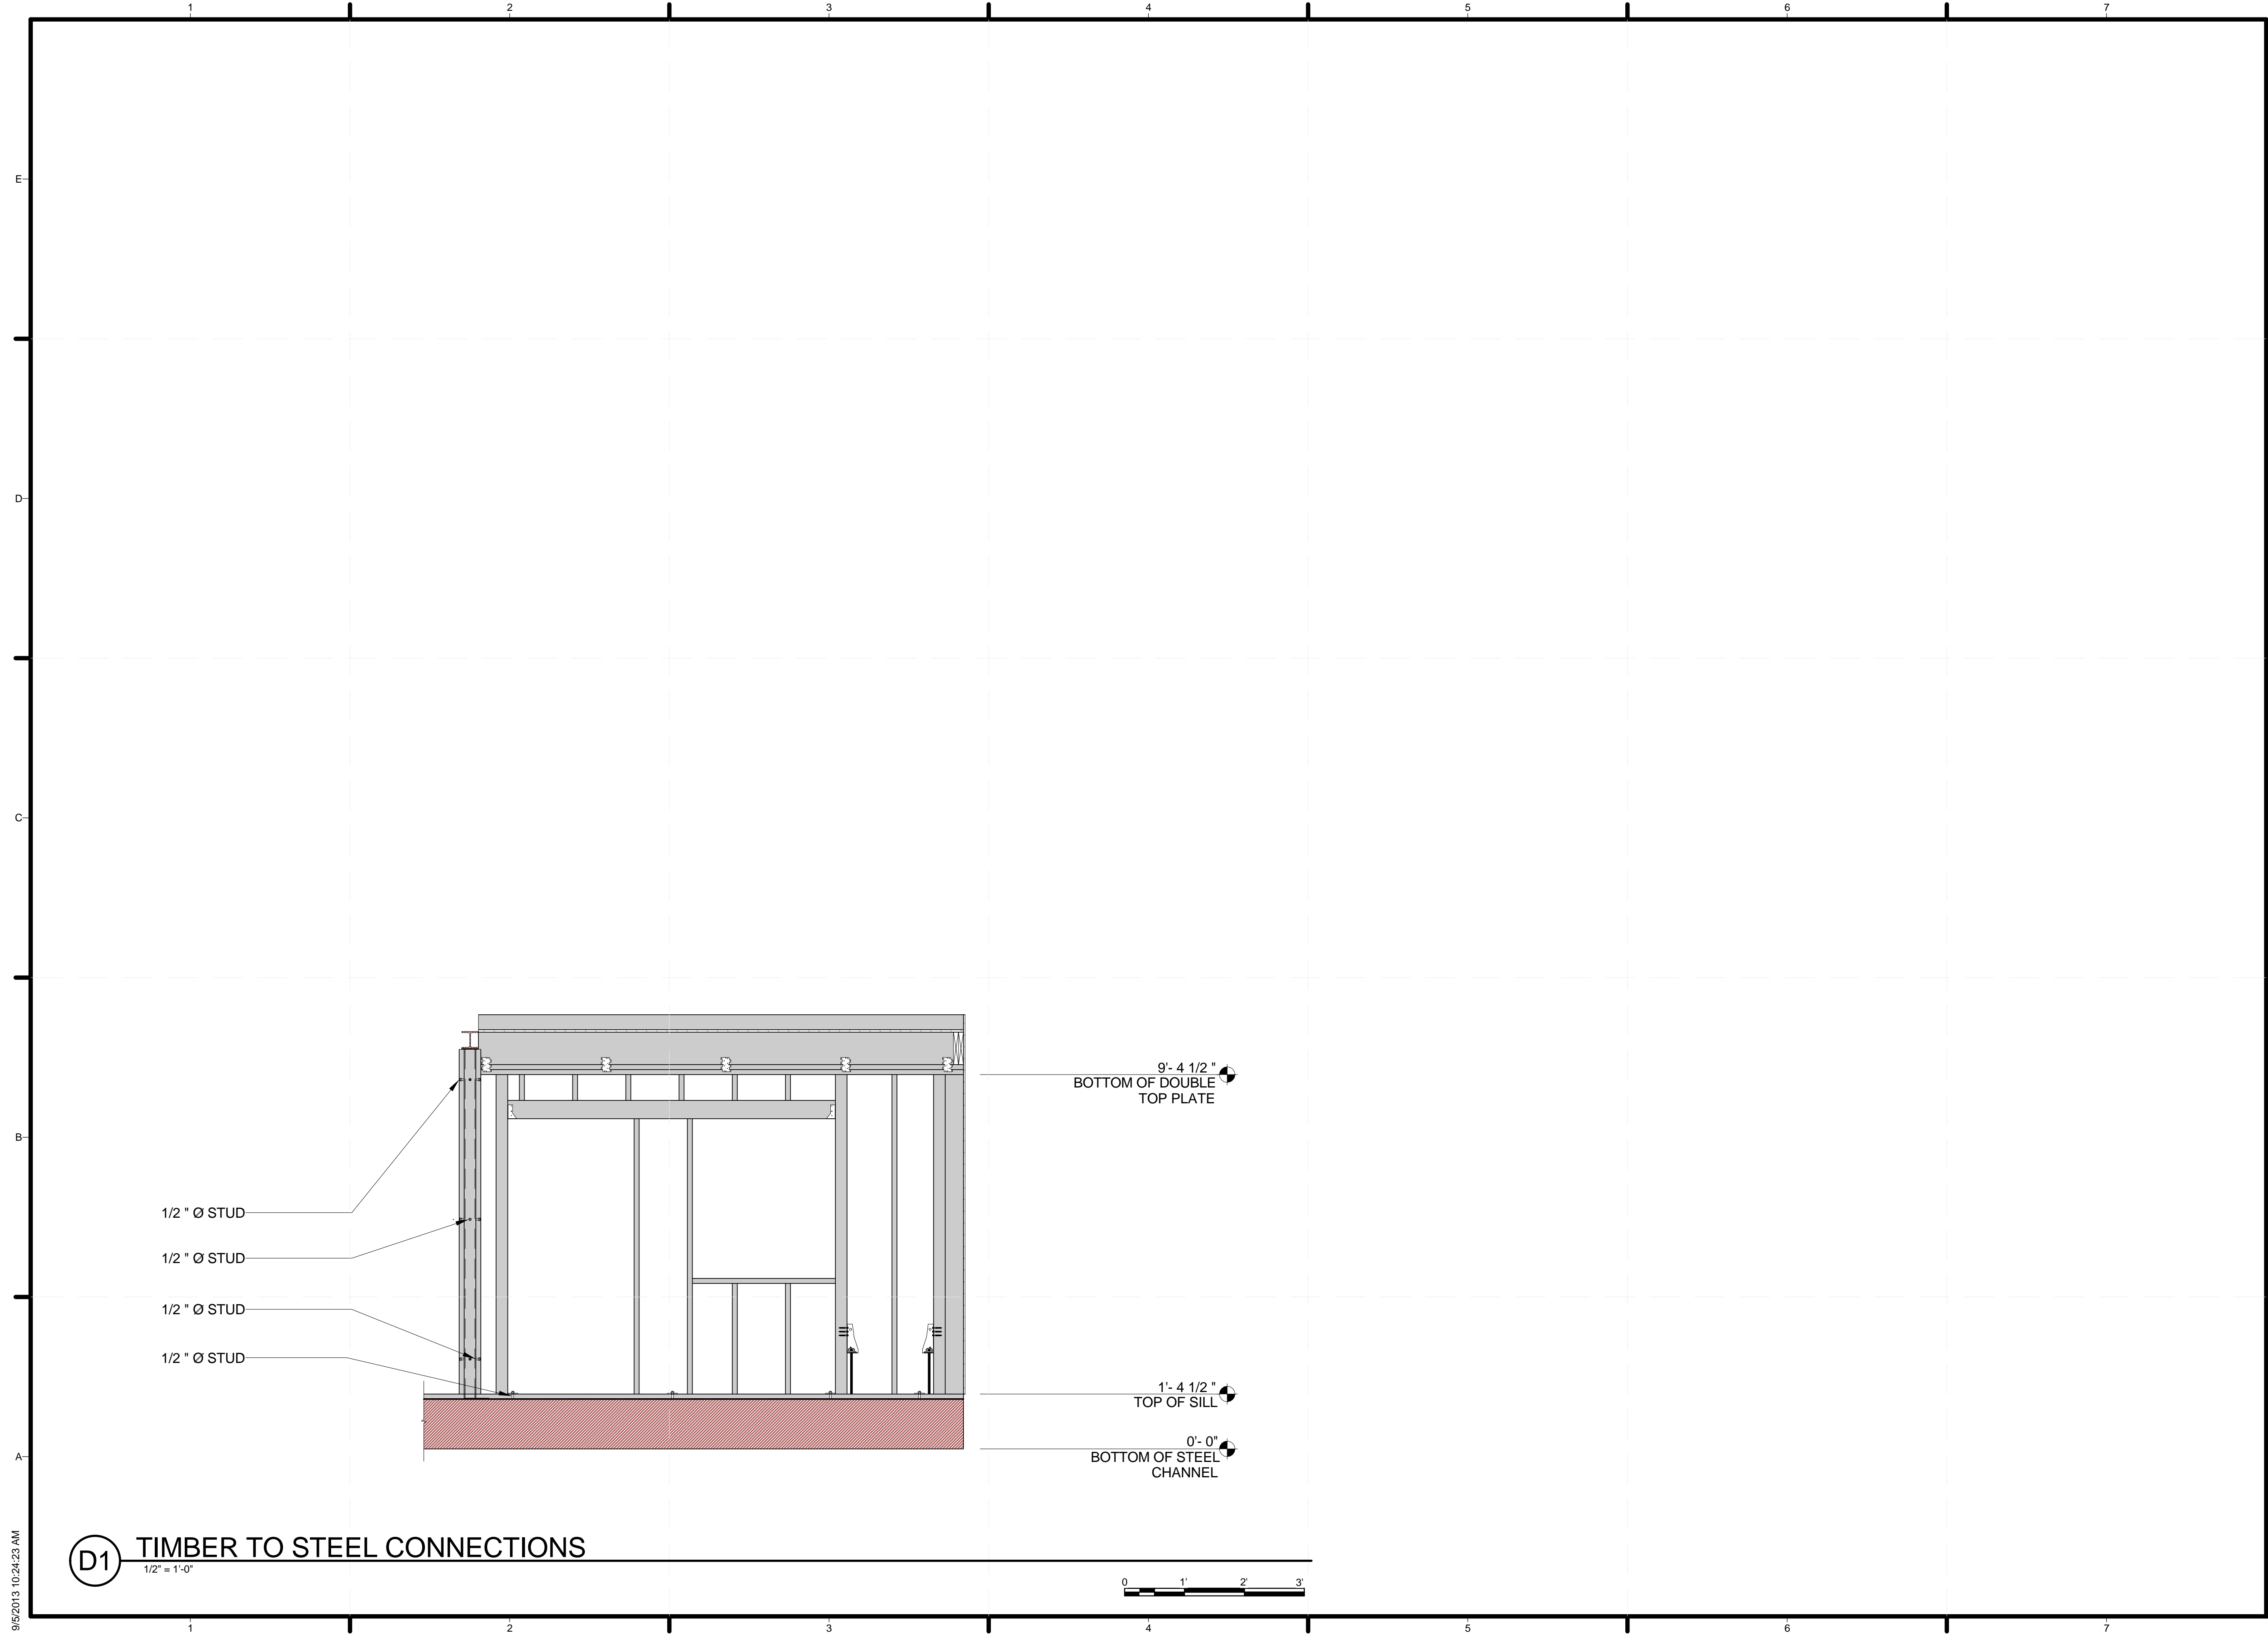 1 2 3 4 5 6 7
E
D
C
B
A
9'- 4 1/2 "
BOTTOM OF DOUBLE
TOP PLATE
1/2 " Ø STUD
1/2 " Ø STUD
1/2 " Ø STUD
1/2 " Ø STUD
1'- 4 1/2 "
TOP OF SILL
0'- 0"
BOTTOM OF STEEL
CHANNEL
D1 TIMBER TO STEEL CONNECTIONS
1/2" = 1'-0"
0 1' 2' 3'
9/5/2013 10:24:23 AM
1 2 3 4 5 6 7